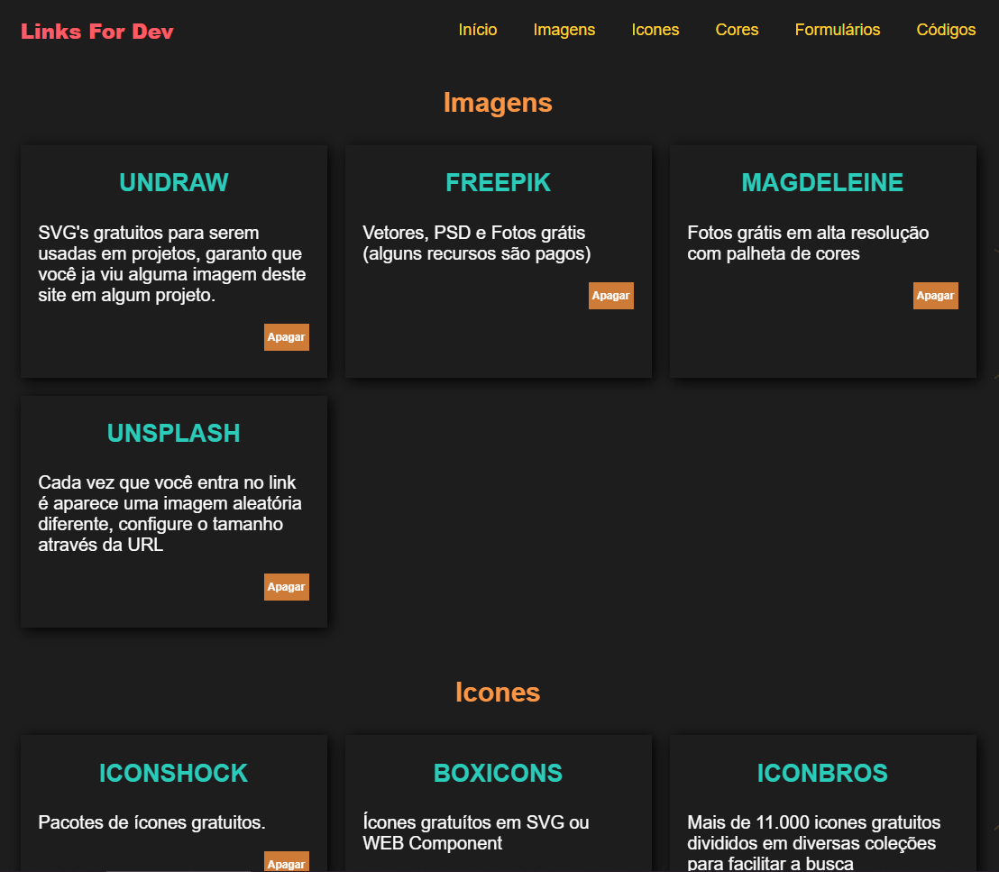 Links For Dev
Início Imagens Icones Cores Formulários Códigos
Imagens
UNDRAW
SVG's gratuitos para serem
usadas em projetos, garanto que
você ja viu alguma imagem deste
site em algum projeto.
Apagar
FREEPIK
Vetores, PSD e Fotos grátis
(alguns recursos são pagos)
Apagar
MAGDELEINE
Fotos grátis em alta resolução
com palheta de cores
Apagar
UNSPLASH
Cada vez que você entra no link
é aparece uma imagem aleatória
diferente, configure o tamanho
através da URL
Apagar
Icones
ICONSHOCK
Pacotes de ícones gratuitos.
Apagar
BOXICONS
Ícones gratuítos em SVG ou
WEB Component
ICONBROS
Mais de 11.000 icones gratuitos
divididos em diversas coleções
para facilitar a busca